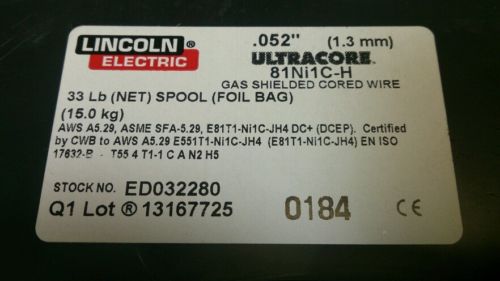 LINCOLN ®
ELECTRIC
.052" (1.3 mm)
ULTRACORE®
81Ni1C-H
GAS SHIELDED CORED WIRE
33 Lb (NET) SPOOL (FOIL BAG)
(15.0 kg)
AWS A5.29, ASME SFA-5.29, E81T1-Ni1C-JH4 DC+ (DCEP). Certified
by CWB to AWS A5.29 E551T1-Ni1C-JH4 (E81T1-Ni1C-JH4) EN ISO
17632-B - T55 4 T1-1 C A N2 H5
STOCK NO. ED032280
Q1 Lot ® 13167725
0184 CE